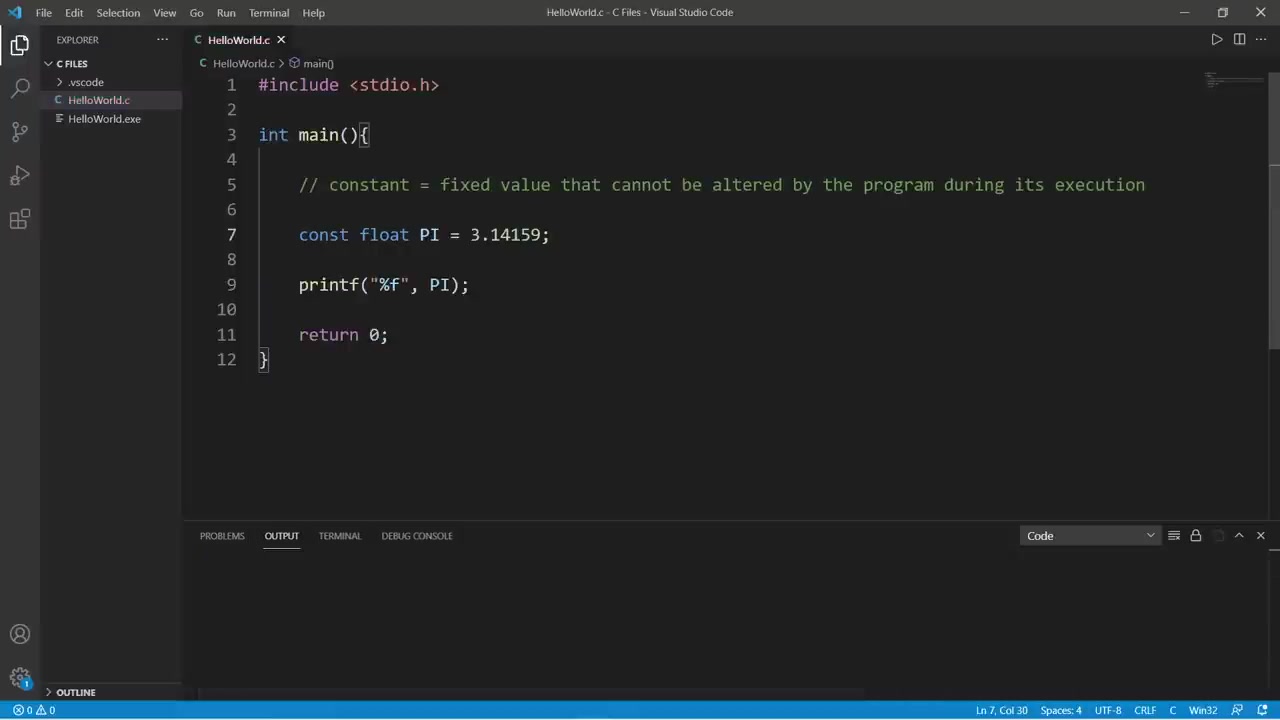 File Edit Selection View Go Run Terminal Help HelloWorld.c - C Files - Visual Studio Code
EXPLORER
HelloWorld.c
C FILES
HelloWorld.c > main()
.vscode
HelloWorld.c
HelloWorld.exe
1 #include <stdio.h>
2
3 int main(){
4
5 // constant = fixed value that cannot be altered by the program during its execution
6
7 const float PI = 3.14159;
8
9 printf("%f", PI);
10
11 return 0;
12 }
PROBLEMS OUTPUT TERMINAL DEBUG CONSOLE Code
OUTLINE
1
0 0 Ln 7, Col 30 Spaces: 4 UTF-8 CRLF C Win32